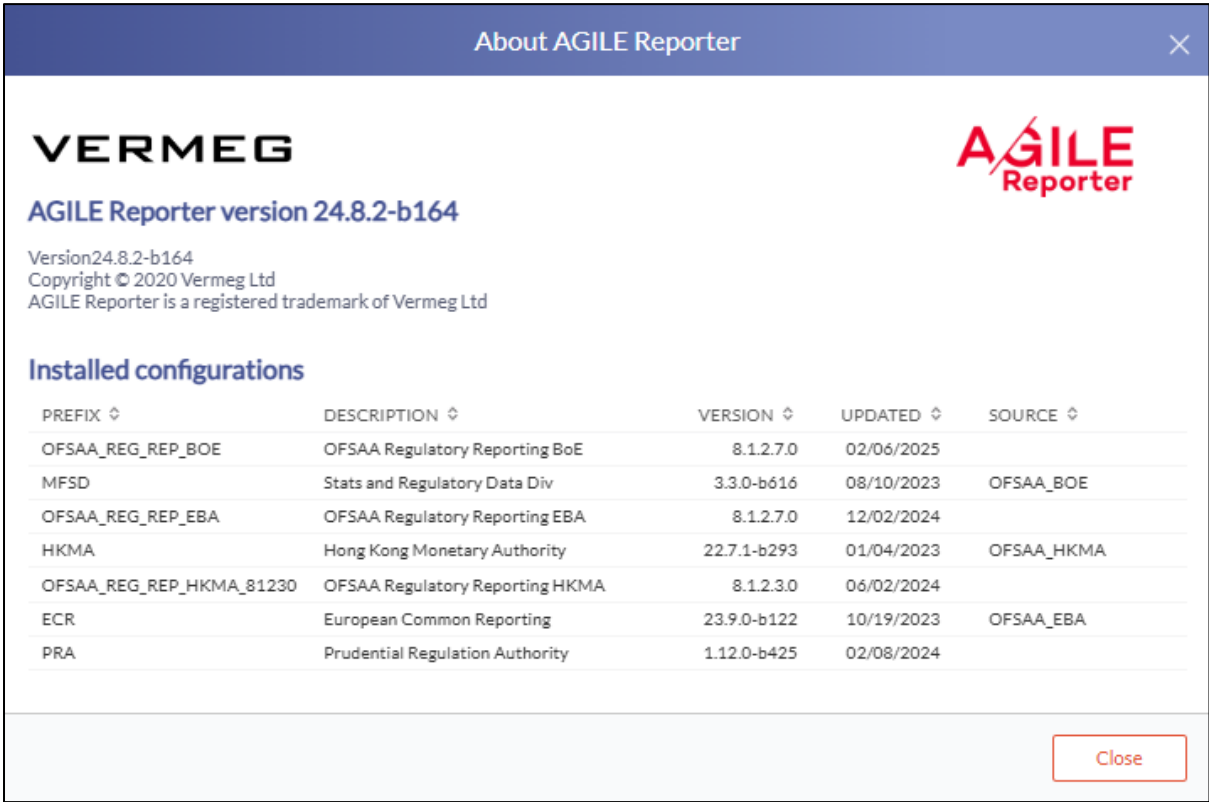 About AGILE Reporter
VERMEG
AGILE Reporter
AGILE Reporter version 24.8.2-b164
Version24.8.2-b164
Copyright © 2020 Vermeg Ltd
AGILE Reporter is a registered trademark of Vermeg Ltd
Installed configurations
PREFIX DESCRIPTION VERSION UPDATED SOURCE
OFSAA_REG_REP_BOE OFSAA Regulatory Reporting BoE 8.1.2.7.0 02/06/2025
MFSD Stats and Regulatory Data Div 3.3.0-b616 08/10/2023 OFSAA_BOE
OFSAA_REG_REP_EBA OFSAA Regulatory Reporting EBA 8.1.2.7.0 12/02/2024
HKMA Hong Kong Monetary Authority 22.7.1-b293 01/04/2023 OFSAA_HKMA
OFSAA_REG_REP_HKMA_81230 OFSAA Regulatory Reporting HKMA 8.1.2.3.0 06/02/2024
ECR European Common Reporting 23.9.0-b122 10/19/2023 OFSAA_EBA
PRA Prudential Regulation Authority 1.12.0-b425 02/08/2024
Close